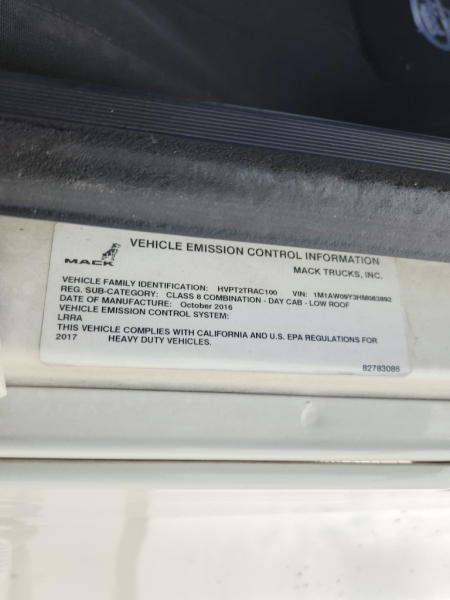 MACK
VEHICLE EMISSION CONTROL INFORMATION
MACK TRUCKS, INC.
VEHICLE FAMILY IDENTIFICATION: HVPT2TRAC100 VIN: 1M1AW09Y3HM083892
REG. SUB-CATEGORY: CLASS 8 COMBINATION - DAY CAB - LOW ROOF
DATE OF MANUFACTURE: October 2016
VEHICLE EMISSION CONTROL SYSTEM:
LRRA
THIS VEHICLE COMPLIES WITH CALIFORNIA AND U.S. EPA REGULATIONS FOR
2017 HEAVY DUTY VEHICLES.
82783086